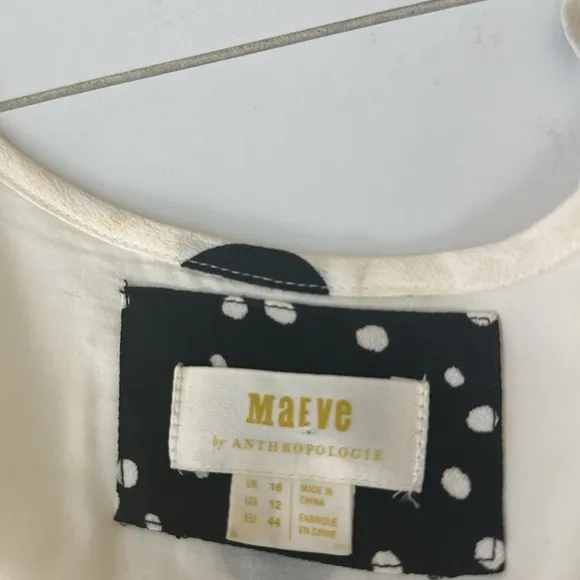 MaEve
by ANTHROPOLOGIE
UK 16
US 12
EU 44
MADE IN
CHINA
FABRIQUE
EN CHINE